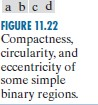 a b c d
FIGURE 11.22
Compactness,
circularity, and
eccentricity of
some simple
binary regions.